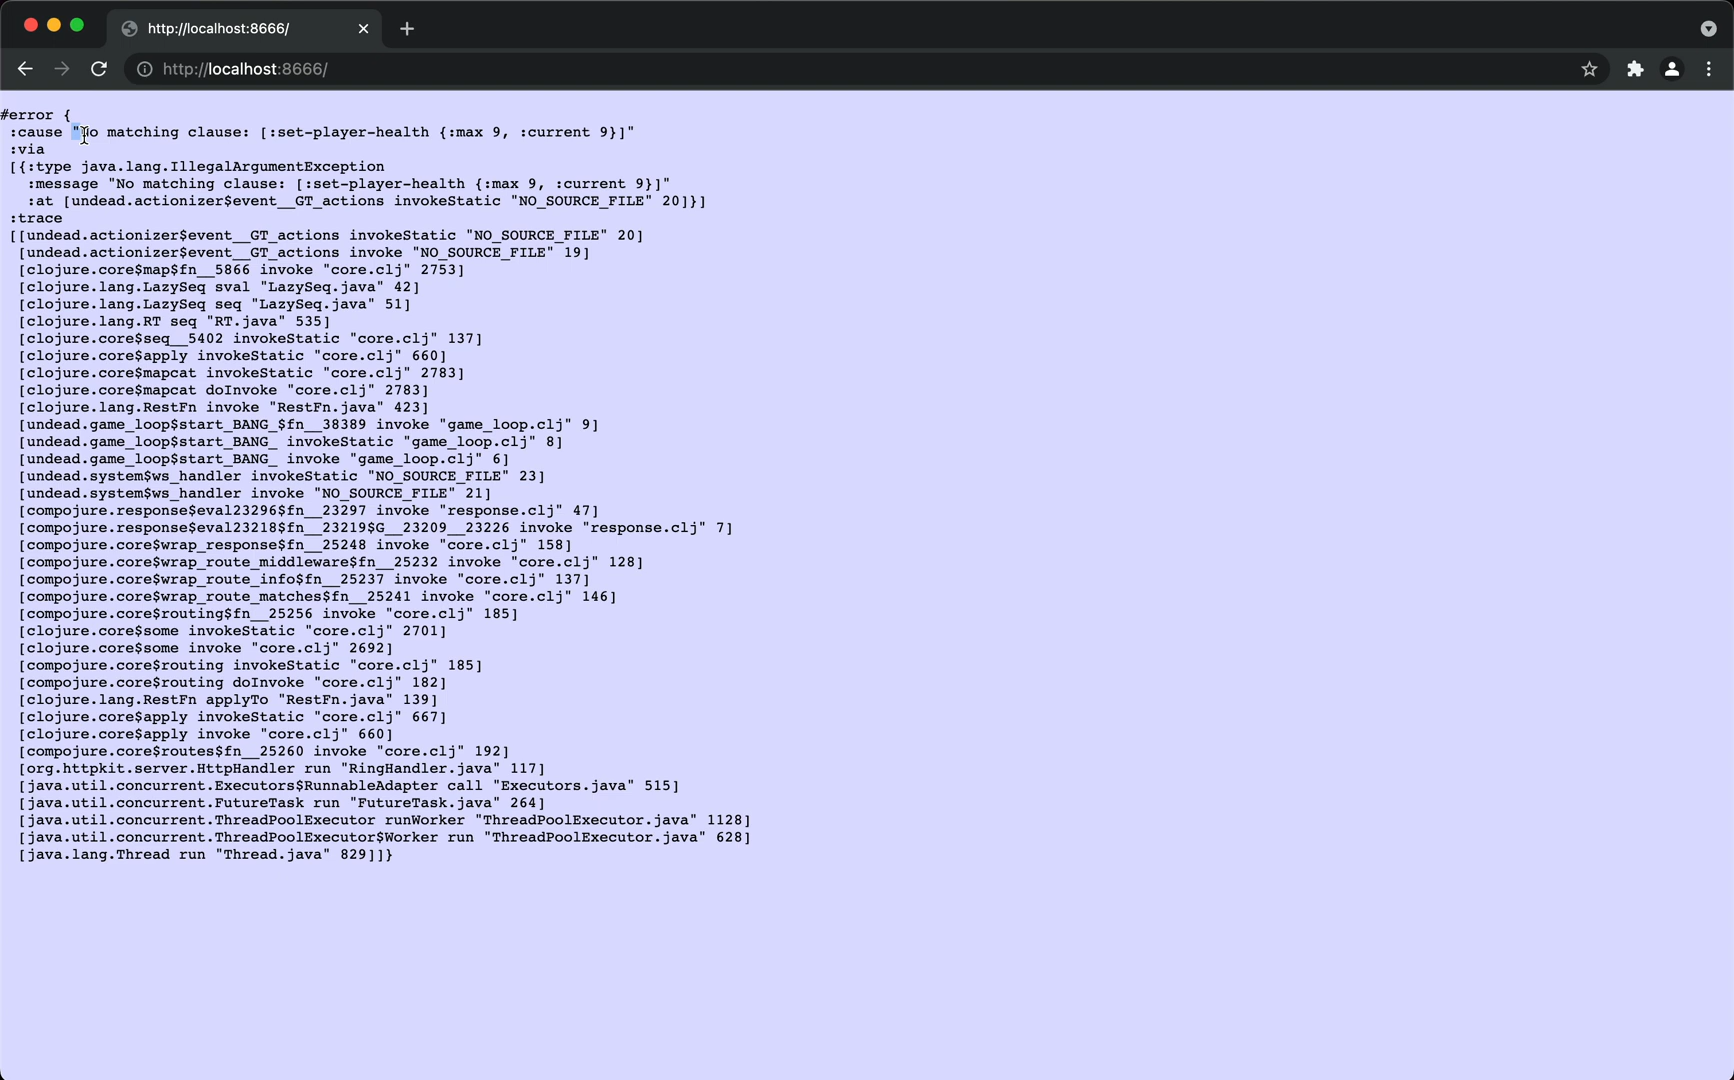 http://localhost:8666/
http://localhost:8666/
#error {
 :cause "No matching clause: [:set-player-health {:max 9, :current 9}]"
 :via
 [{:type java.lang.IllegalArgumentException
   :message "No matching clause: [:set-player-health {:max 9, :current 9}]"
   :at [undead.actionizer$event__GT_actions invokeStatic "NO_SOURCE_FILE" 20]}]
 :trace
 [[undead.actionizer$event__GT_actions invokeStatic "NO_SOURCE_FILE" 20]
  [undead.actionizer$event__GT_actions invoke "NO_SOURCE_FILE" 19]
  [clojure.core$map$fn__5866 invoke "core.clj" 2753]
  [clojure.lang.LazySeq sval "LazySeq.java" 42]
  [clojure.lang.LazySeq seq "LazySeq.java" 51]
  [clojure.lang.RT seq "RT.java" 535]
  [clojure.core$seq__5402 invokeStatic "core.clj" 137]
  [clojure.core$apply invokeStatic "core.clj" 660]
  [clojure.core$mapcat invokeStatic "core.clj" 2783]
  [clojure.core$mapcat doInvoke "core.clj" 2783]
  [clojure.lang.RestFn invoke "RestFn.java" 423]
  [undead.game_loop$start_BANG_$fn__38389 invoke "game_loop.clj" 9]
  [undead.game_loop$start_BANG_ invokeStatic "game_loop.clj" 8]
  [undead.game_loop$start_BANG_ invoke "game_loop.clj" 6]
  [undead.system$ws_handler invokeStatic "NO_SOURCE_FILE" 23]
  [undead.system$ws_handler invoke "NO_SOURCE_FILE" 21]
  [compojure.response$eval23296$fn__23297 invoke "response.clj" 47]
  [compojure.response$eval23218$fn__23219$G__23209__23226 invoke "response.clj" 7]
  [compojure.core$wrap_response$fn__25248 invoke "core.clj" 158]
  [compojure.core$wrap_route_middleware$fn__25232 invoke "core.clj" 128]
  [compojure.core$wrap_route_info$fn__25237 invoke "core.clj" 137]
  [compojure.core$wrap_route_matches$fn__25241 invoke "core.clj" 146]
  [compojure.core$routing$fn__25256 invoke "core.clj" 185]
  [clojure.core$some invokeStatic "core.clj" 2701]
  [clojure.core$some invoke "core.clj" 2692]
  [compojure.core$routing invokeStatic "core.clj" 185]
  [compojure.core$routing doInvoke "core.clj" 182]
  [clojure.lang.RestFn applyTo "RestFn.java" 139]
  [clojure.core$apply invokeStatic "core.clj" 667]
  [clojure.core$apply invoke "core.clj" 660]
  [compojure.core$routes$fn__25260 invoke "core.clj" 192]
  [org.httpkit.server.HttpHandler run "RingHandler.java" 117]
  [java.util.concurrent.Executors$RunnableAdapter call "Executors.java" 515]
  [java.util.concurrent.FutureTask run "FutureTask.java" 264]
  [java.util.concurrent.ThreadPoolExecutor runWorker "ThreadPoolExecutor.java" 1128]
  [java.util.concurrent.ThreadPoolExecutor$Worker run "ThreadPoolExecutor.java" 628]
  [java.lang.Thread run "Thread.java" 829]]}